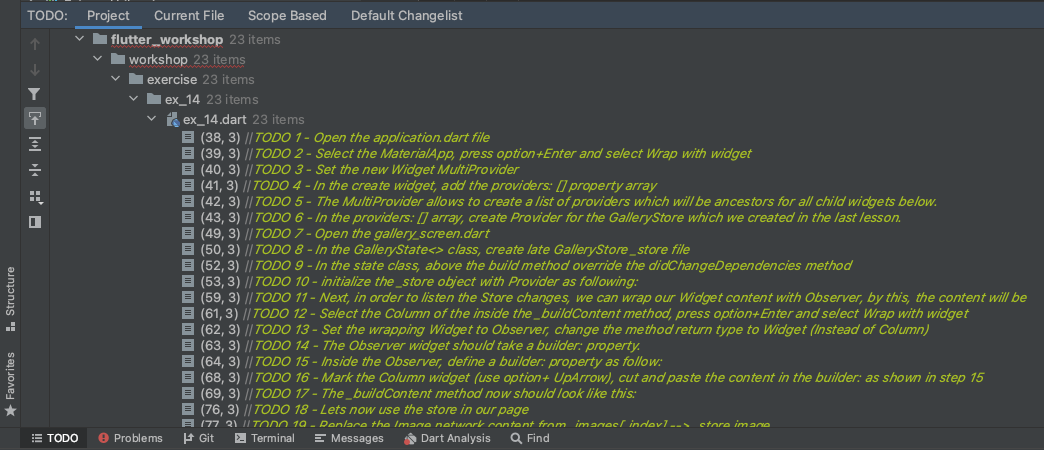 TODO: Project Current File Scope Based Default Changelist
flutter_workshop 23 items
workshop 23 items
exercise 23 items
ex_14 23 items
ex_14.dart 23 items
(38, 3) //TODO 1 - Open the application.dart file
(39, 3) //TODO 2 - Select the MaterialApp, press option+Enter and select Wrap with widget
(40, 3) //TODO 3 - Set the new Widget MultiProvider
(41, 3) //TODO 4 - In the create widget, add the providers: [] property array
(42, 3) //TODO 5 - The MultiProvider allows to create a list of providers which will be ancestors for all child widgets below.
(43, 3) //TODO 6 - In the providers: [] array, create Provider for the GalleryStore which we created in the last lesson.
(49, 3) //TODO 7 - Open the gallery_screen.dart
(50, 3) //TODO 8 - In the GalleryState<> class, create late GalleryStore _store file
(52, 3) //TODO 9 - In the state class, above the build method override the didChangeDependencies method
(53, 3) //TODO 10 - initialize the _store object with Provider as following:
(59, 3) //TODO 11 - Next, in order to listen the Store changes, we can wrap our Widget content with Observer, by this, the content will be
(61, 3) //TODO 12 - Select the Column of the inside the _buildContent method, press option+Enter and select Wrap with widget
(62, 3) //TODO 13 - Set the wrapping Widget to Observer, change the method return type to Widget (Instead of Column)
(63, 3) //TODO 14 - The Observer widget should take a builder: property.
(64, 3) //TODO 15 - Inside the Observer, define a builder: property as follow:
(68, 3) //TODO 16 - Mark the Column widget (use option+ UpArrow), cut and paste the content in the builder: as shown in step 15
(69, 3) //TODO 17 - The _buildContent method now should look like this:
(76, 3) //TODO 18 - Lets now use the store in our page
(77, 3) //TODO 19 - Replace the Image.network content from _images[_index] --> _store.image
Structure
Favorites
TODO Problems Git Terminal Messages Dart Analysis Find